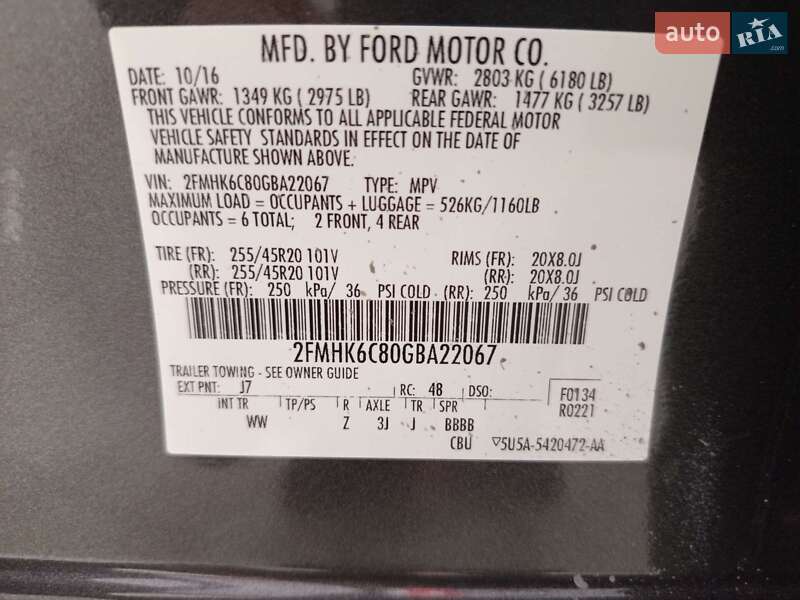 auto RIA
.com
MFD. BY FORD MOTOR CO.
DATE: 10/16 GVWR: 2803 KG ( 6180 LB)
FRONT GAWR: 1349 KG ( 2975 LB) REAR GAWR: 1477 KG ( 3257 LB)
THIS VEHICLE CONFORMS TO ALL APPLICABLE FEDERAL MOTOR
VEHICLE SAFETY STANDARDS IN EFFECT ON THE DATE OF
MANUFACTURE SHOWN ABOVE.
VIN: 2FMHK6C80GBA22067 TYPE: MPV
MAXIMUM LOAD = OCCUPANTS + LUGGAGE = 526KG/1160LB
OCCUPANTS = 6 TOTAL; 2 FRONT, 4 REAR
TIRE (FR): 255/45R20 101V RIMS (FR): 20X8.0J
(RR): 255/45R20 101V (RR): 20X8.0J
PRESSURE (FR): 250 kPa/ 36 PSI COLD (RR): 250 kPa/ 36 PSI COLD
2FMHK6C80GBA22067
TRAILER TOWING - SEE OWNER GUIDE
EXT PNT: J7 RC: 48 DSO: F0134
R0221
INT TR TP/PS R AXLE TR SPR
WW Z 3J J BBBB
CBU 5U5A-5420472-AA